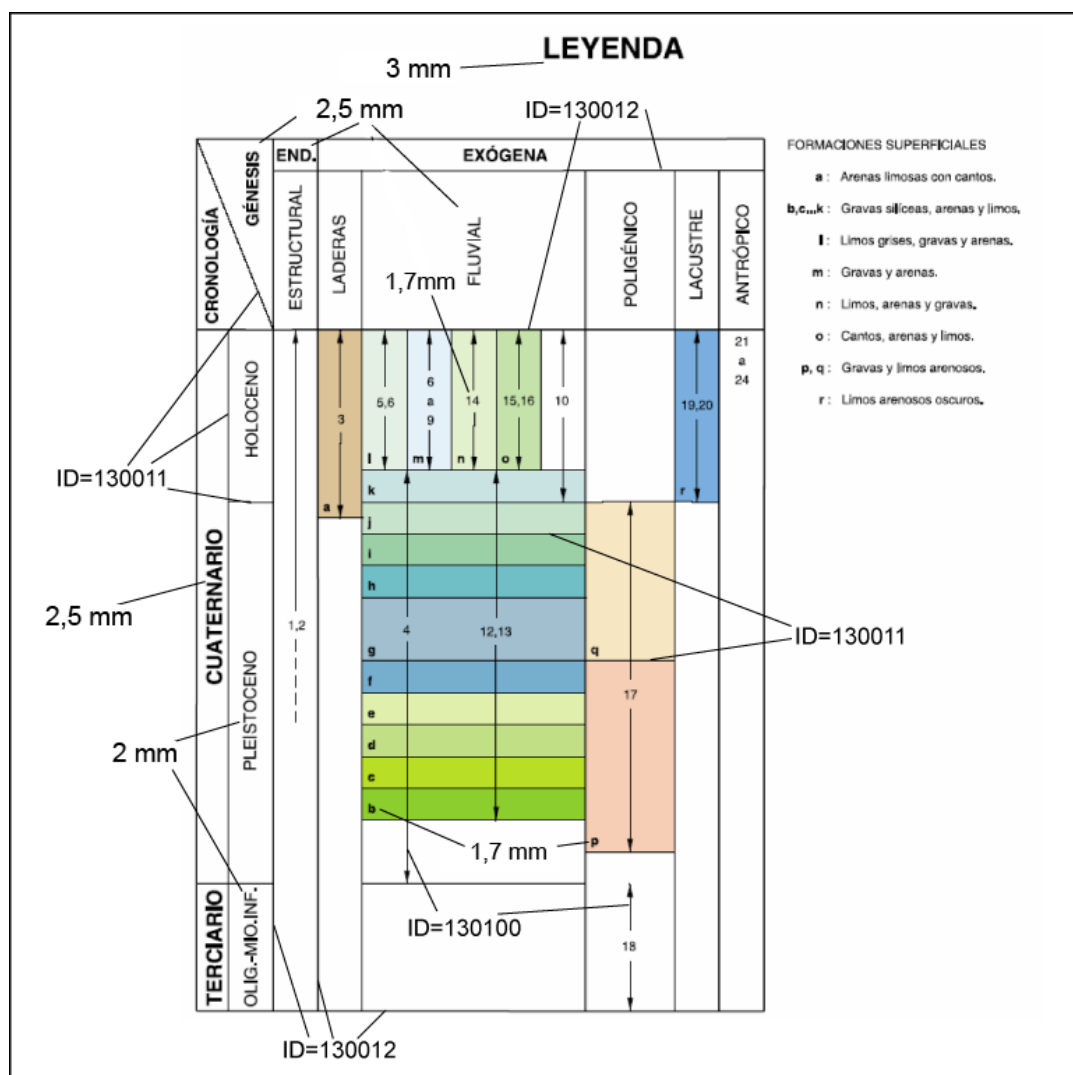 LEYENDA
3 mm
2,5 mm
ID=130012
CRONOLOGÍA
GÉNESIS
END.
EXÓGENA
ESTRUCTURAL
LADERAS
FLUVIAL
POLIGÉNICO
LACUSTRE
ANTRÓPICO
1,7mm
FORMACIONES SUPERFICIALES
a : Arenas limosas con cantos.
b,c,..,k : Gravas silíceas, arenas y limos.
l : Limos grises, gravas y arenas.
m : Gravas y arenas.
n : Limos, arenas y gravas.
o : Cantos, arenas y limos.
p, q : Gravas y limos arenosos.
r : Limos arenosos oscuros.
HOLOCENO
3
5,6
6
a
9
14
15,16
10
19,20
21
a
24
l
m
n
o
ID=130011
k
r
a
j
i
h
CUATERNARIO
2,5 mm
1,2
4
12,13
g
q
ID=130011
f
17
e
PLEISTOCENO
2 mm
d
c
b
1,7 mm
p
TERCIARIO
OLIG.-MIO.INF.
ID=130100
18
ID=130012